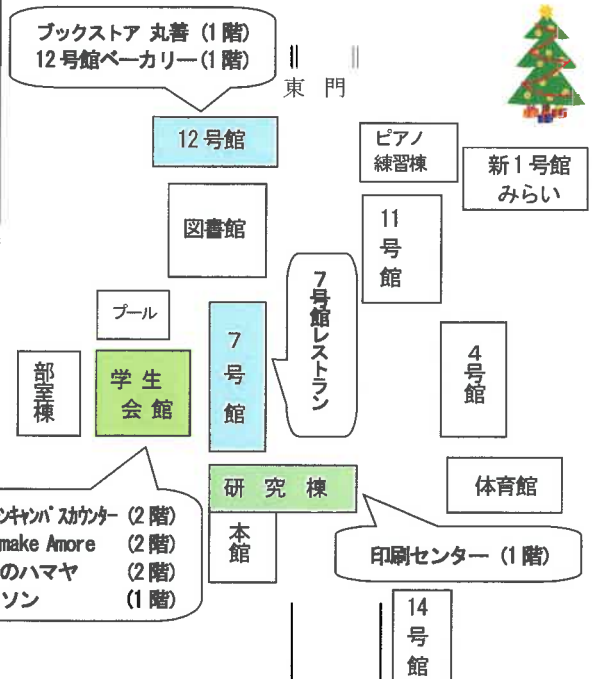 ブックストア 丸善 (1階)
12号館ベーカリー (1階)
東 門
12号館
ピアノ
練習棟
新1号館
みらい
図書館
11
号
館
7号館レストラン
プール
7
号
館
4
号
館
部室棟
学 生
会 館
研 究 棟
体育館
ンキャンパスカウンター (2階)
make Amore (2階)
のハマヤ (2階)
ソン (1階)
本
館
印刷センター (1階)
14
号
館